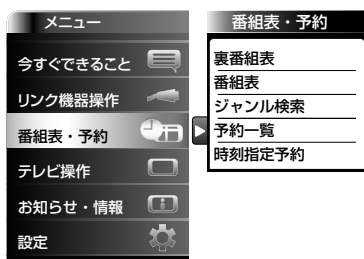 メニュー
今すぐできること
リンク機器操作
番組表・予約
テレビ操作
お知らせ・情報
設定
番組表・予約
裏番組表
番組表
ジャンル検索
予約一覧
時刻指定予約